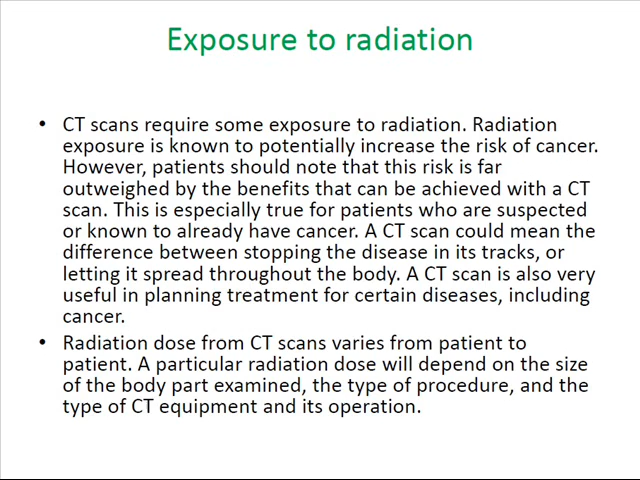 Exposure to radiation
• CT scans require some exposure to radiation. Radiation
exposure is known to potentially increase the risk of cancer.
However, patients should note that this risk is far
outweighed by the benefits that can be achieved with a CT
scan. This is especially true for patients who are suspected
or known to already have cancer. A CT scan could mean the
difference between stopping the disease in its tracks, or
letting it spread throughout the body. A CT scan is also very
useful in planning treatment for certain diseases, including
cancer.
• Radiation dose from CT scans varies from patient to
patient. A particular radiation dose will depend on the size
of the body part examined, the type of procedure, and the
type of CT equipment and its operation.